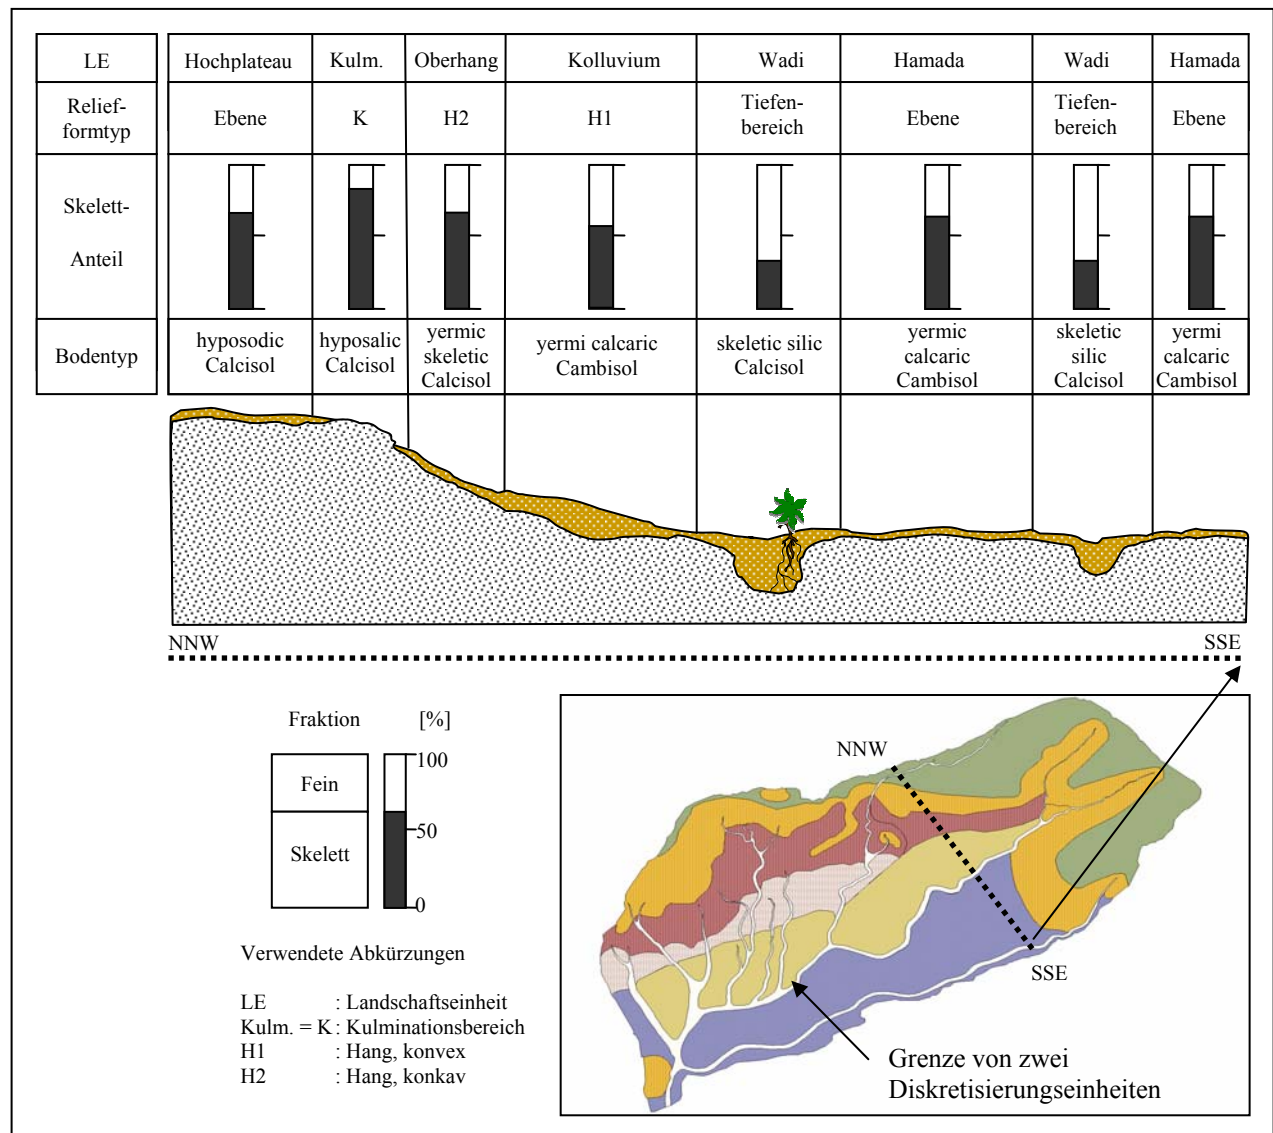 LE
Hochplateau
Kulm.
Oberhang
Kolluvium
Wadi
Hamada
Wadi
Hamada
Relief-
formtyp
Ebene
K
H2
H1
Tiefen-
bereich
Ebene
Tiefen-
bereich
Ebene
Skelett-
Anteil
Bodentyp
hyposodic
Calcisol
hyposalic
Calcisol
yermic
skeletic
Calcisol
yermi calcaric
Cambisol
skeletic silic
Calcisol
yermic
calcaric
Cambisol
skeletic
silic
Calcisol
yermi
calcaric
Cambisol
NNW
SSE
Fraktion [%]
Fein
Skelett
100
50
0
Verwendete Abkürzungen
LE : Landschaftseinheit
Kulm. = K : Kulminationsbereich
H1 : Hang, konvex
H2 : Hang, konkav
NNW
SSE
Grenze von zwei
Diskretisierungseinheiten